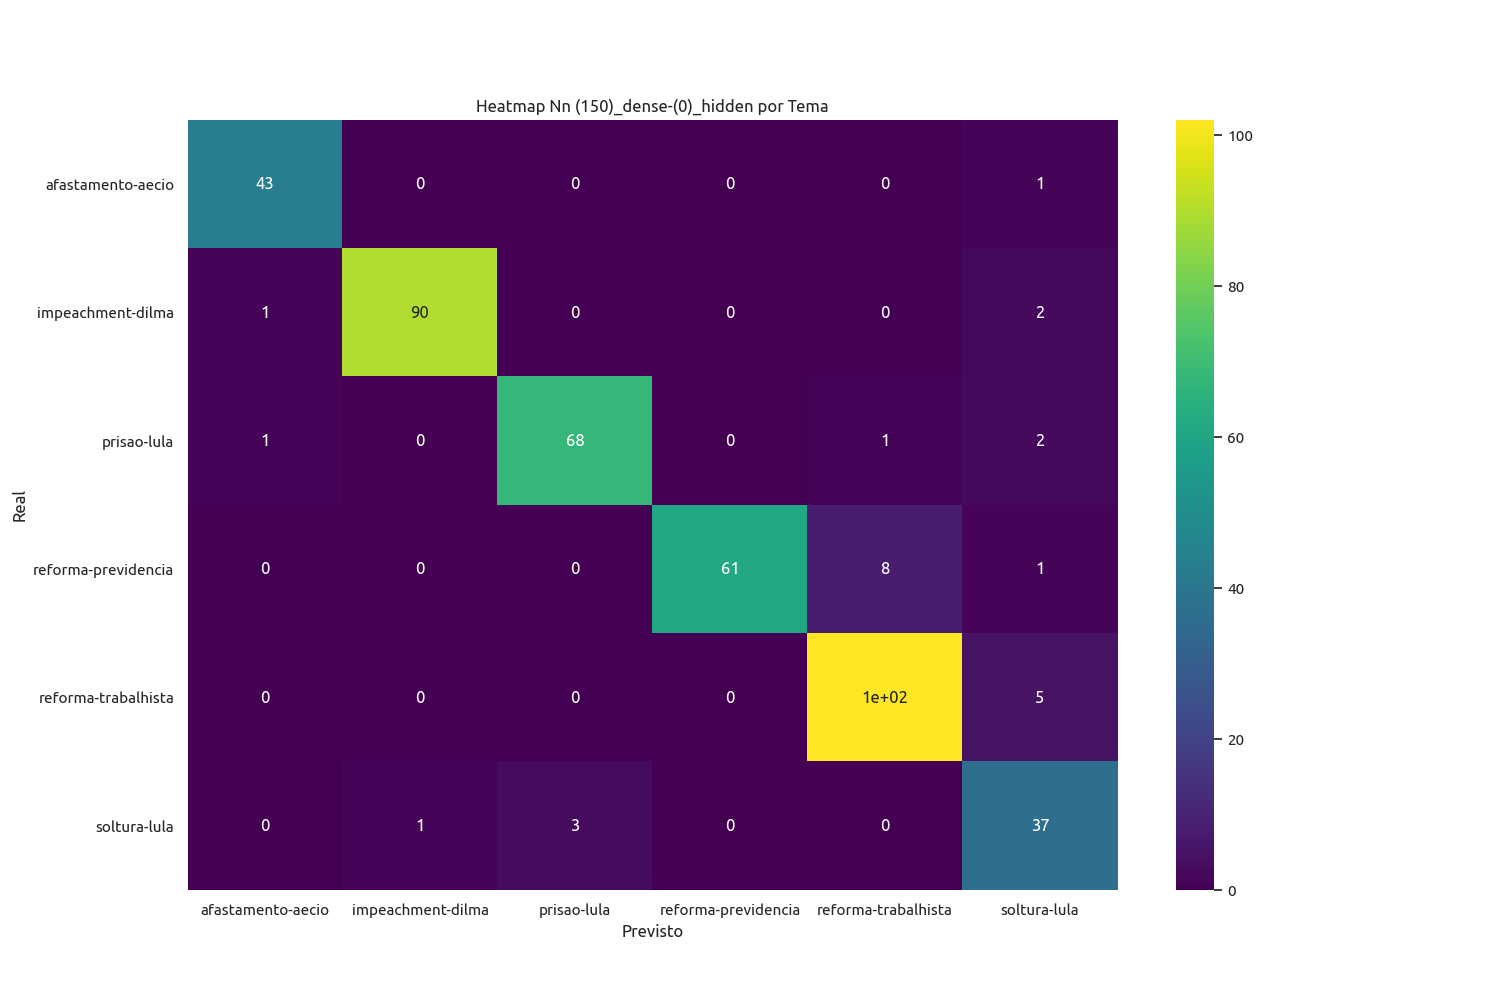 Heatmap Nn (150)_dense-(0)_hidden por Tema
afastamento-aecio 43 0 0 0 0 1
impeachment-dilma 1 90 0 0 0 2
prisao-lula 1 0 68 0 1 2
reforma-previdencia 0 0 0 61 8 1
reforma-trabalhista 0 0 0 0 1e+02 5
soltura-lula 0 1 3 0 0 37
afastamento-aecio impeachment-dilma prisao-lula reforma-previdencia reforma-trabalhista soltura-lula
Previsto
Real
100
80
60
40
20
0